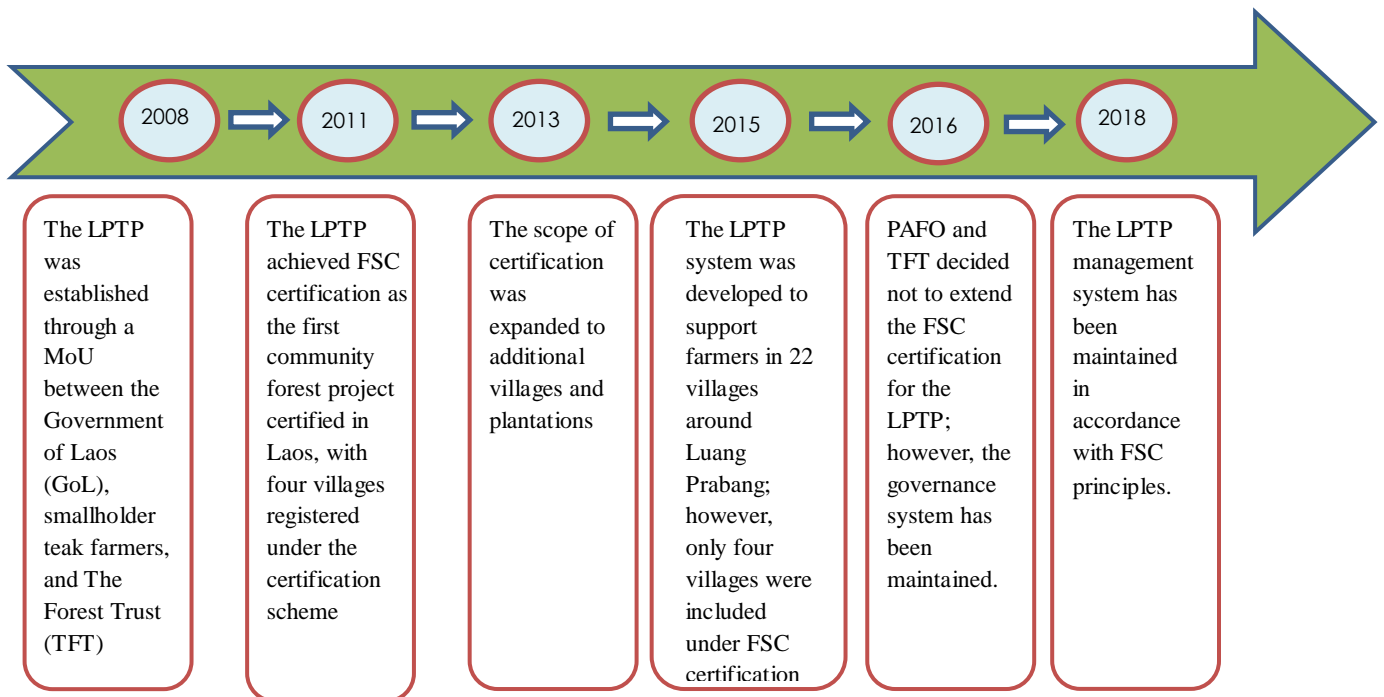 2008
2011
2013
2015
2016
2018
The LPTP
was
established
through a
MoU
between the
Government
of Laos
(GoL),
smallholder
teak farmers,
and The
Forest Trust
(TFT)
The LPTP
achieved FSC
certification as
the first
community
forest project
certified in
Laos, with
four villages
registered
under the
certification
scheme
The scope of
certification
was
expanded to
additional
villages and
plantations
The LPTP
system was
developed to
support
farmers in 22
villages
around
Luang
Prabang;
however,
only four
villages were
included
under FSC
certification
PAFO and
TFT decided
not to extend
the FSC
certification
for the
LPTP;
however, the
governance
system has
been
maintained.
The LPTP
management
system has
been
maintained
in
accordance
with FSC
principles.